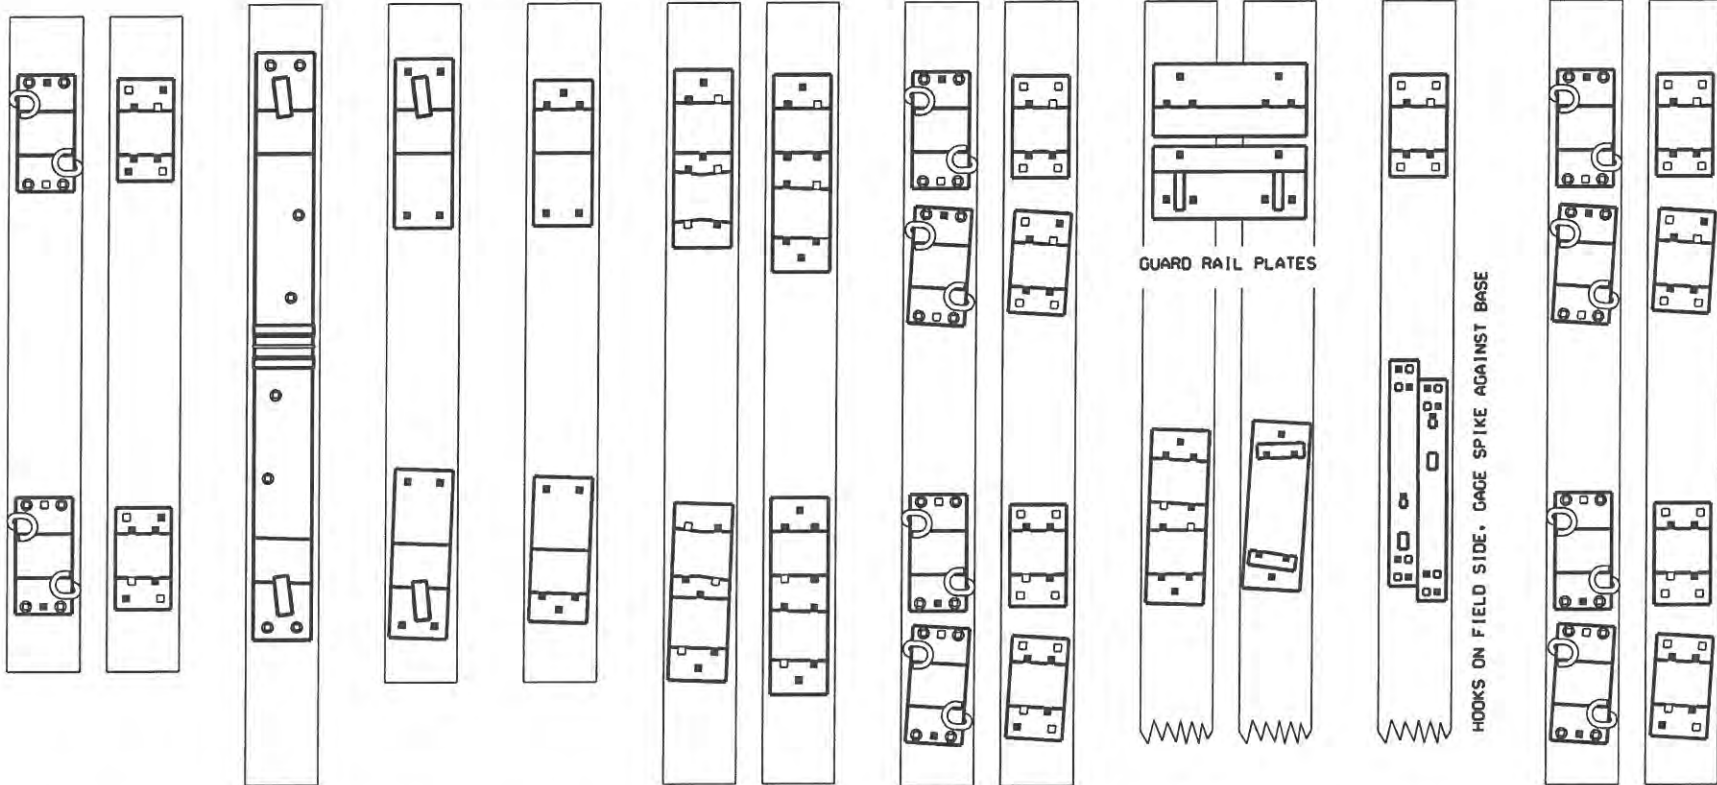 GUARD RAIL PLATES
HOOKS ON FIELD SIDE, GAGE SPIKE AGAINST BASE